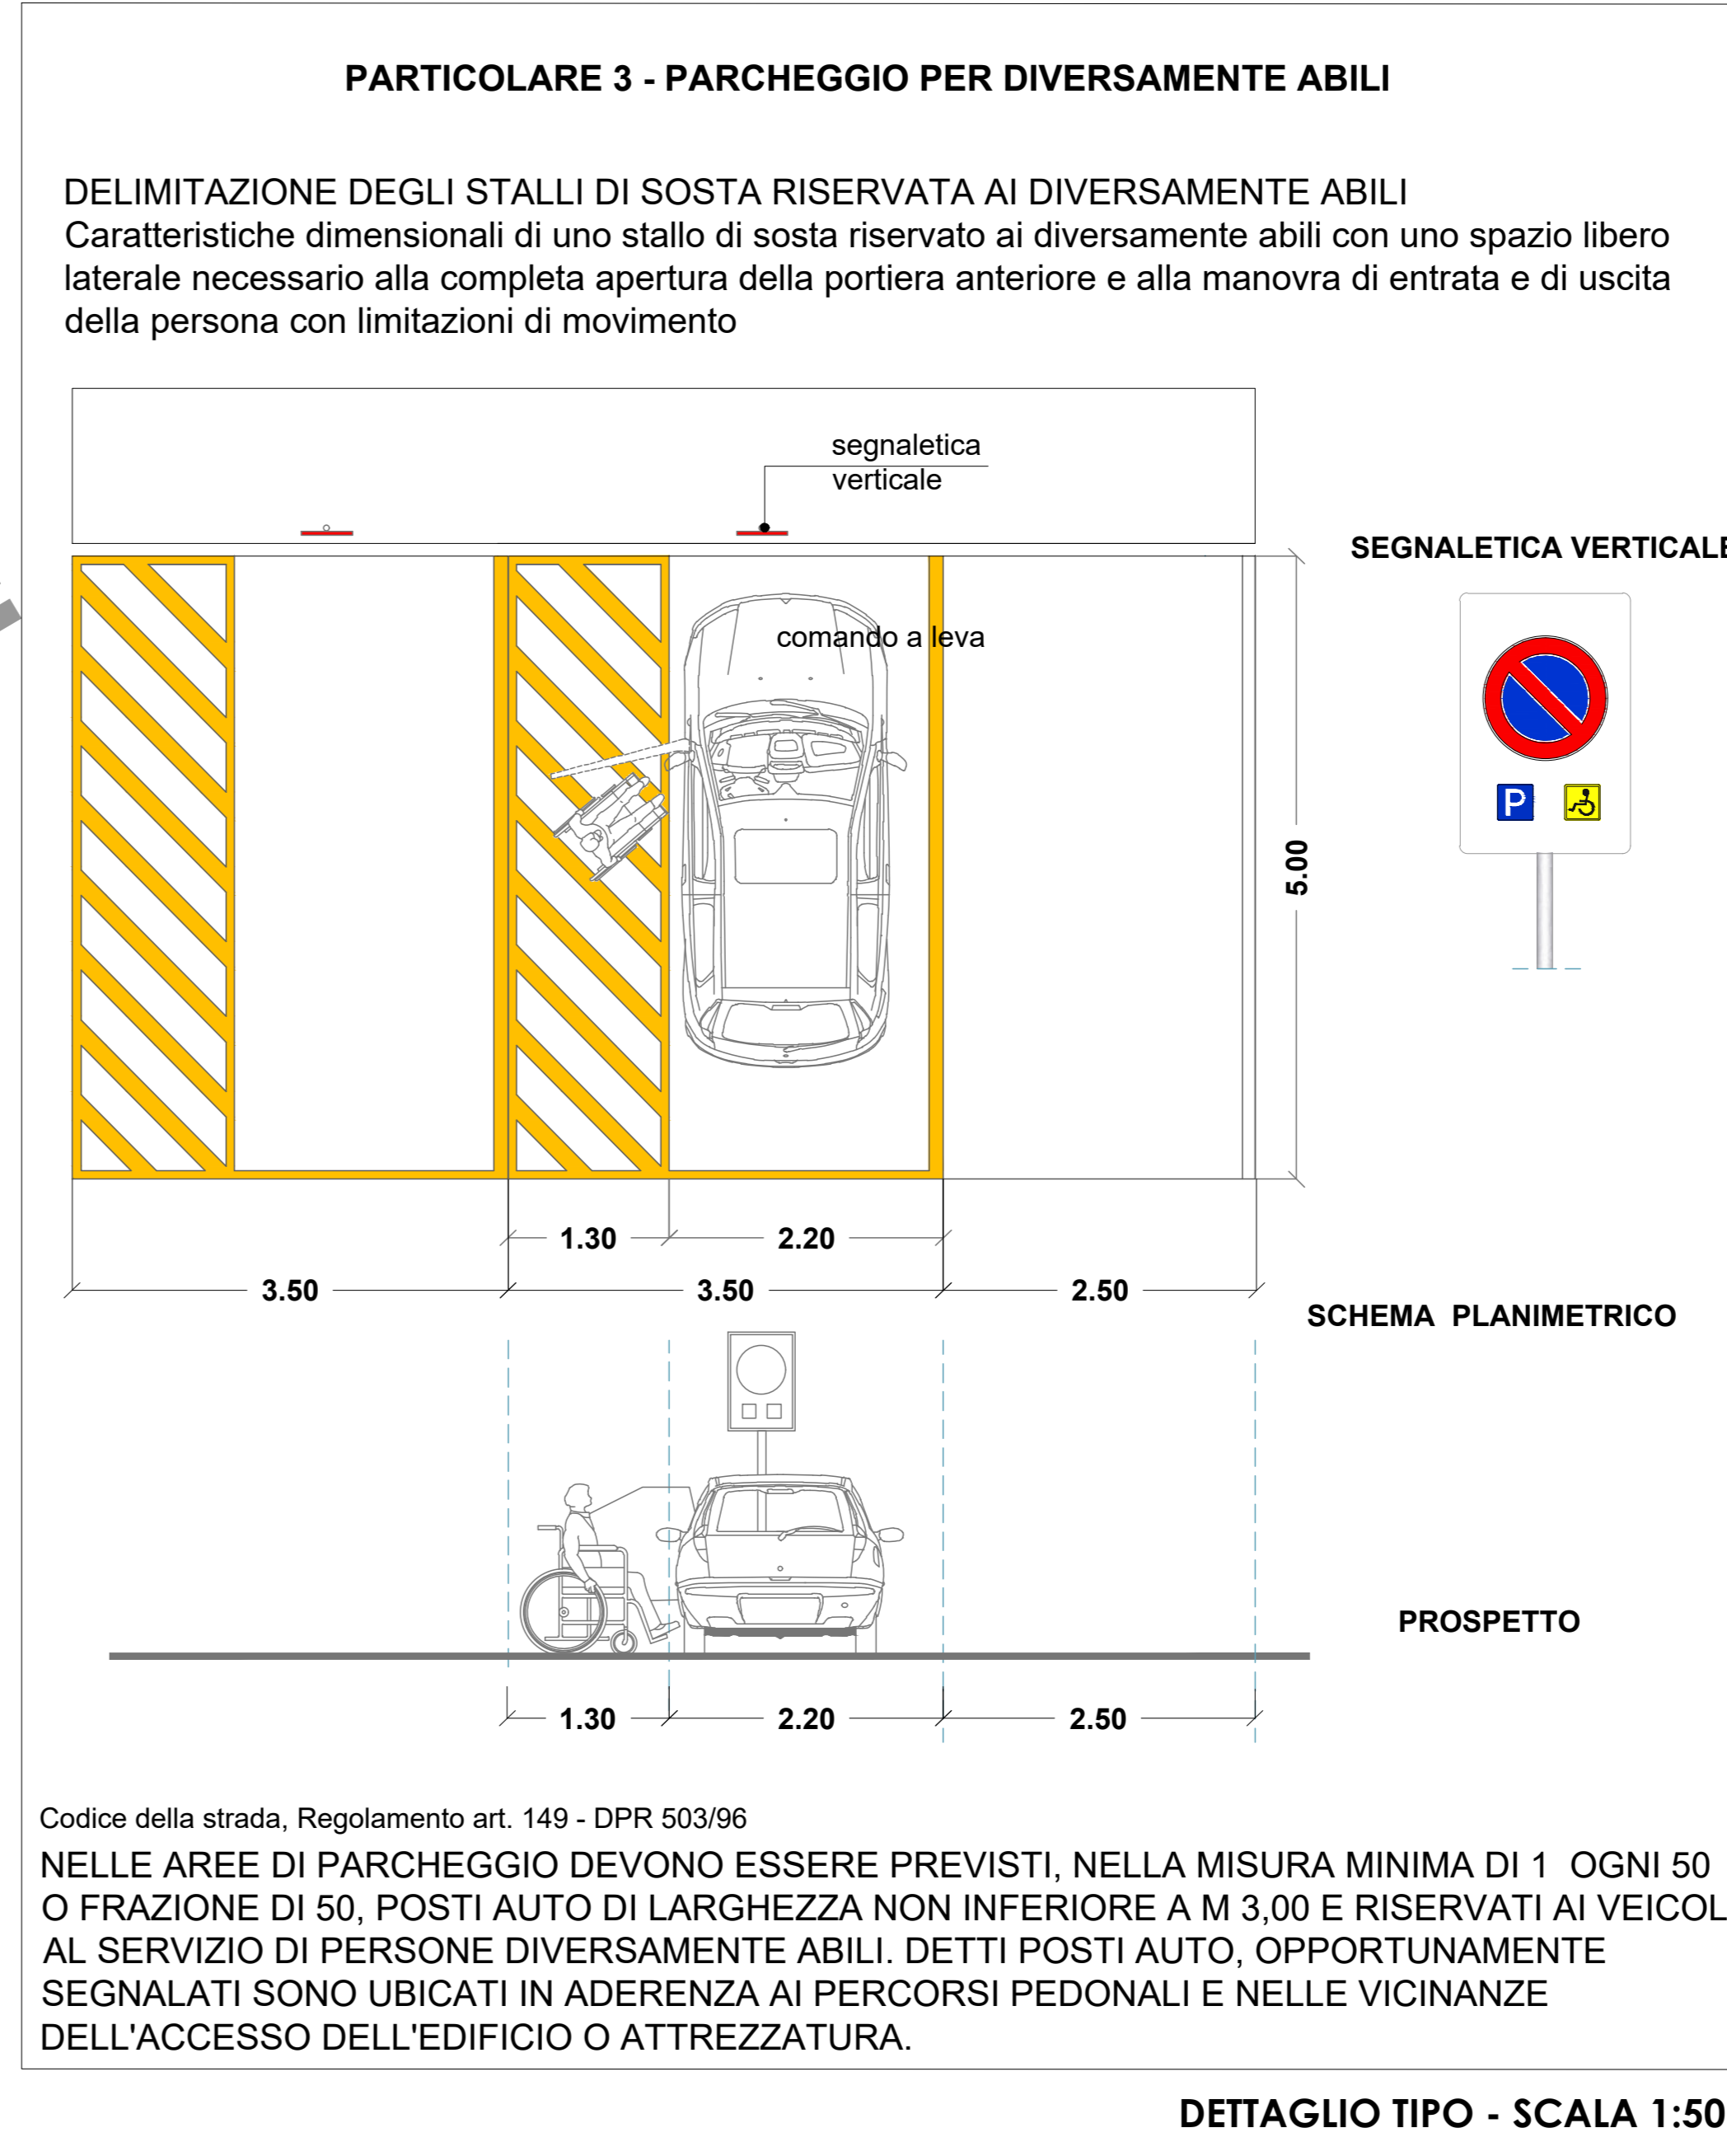 PARTICOLARE 3 - PARCHEGGIO PER DIVERSAMENTE ABILI
DELIMITAZIONE DEGLI STALLI DI SOSTA RISERVATA AI DIVERSAMENTE ABILI
Caratteristiche dimensionali di uno stallo di sosta riservato ai diversamente abili con uno spazio libero
laterale necessario alla completa apertura della portiera anteriore e alla manovra di entrata e di uscita
della persona con limitazioni di movimento
segnaletica
verticale
SEGNALETICA VERTICALE
comando a leva
P
5.00
1.30 2.20
3.50 3.50 2.50
SCHEMA PLANIMETRICO
PROSPETTO
1.30 2.20 2.50
Codice della strada, Regolamento art. 149 - DPR 503/96
NELLE AREE DI PARCHEGGIO DEVONO ESSERE PREVISTI, NELLA MISURA MINIMA DI 1 OGNI 50
O FRAZIONE DI 50, POSTI AUTO DI LARGHEZZA NON INFERIORE A M 3,00 E RISERVATI AI VEICOL
AL SERVIZIO DI PERSONE DIVERSAMENTE ABILI. DETTI POSTI AUTO, OPPORTUNAMENTE
SEGNALATI SONO UBICATI IN ADERENZA AI PERCORSI PEDONALI E NELLE VICINANZE
DELL'ACCESSO DELL'EDIFICIO O ATTREZZATURA.
DETTAGLIO TIPO - SCALA 1:50